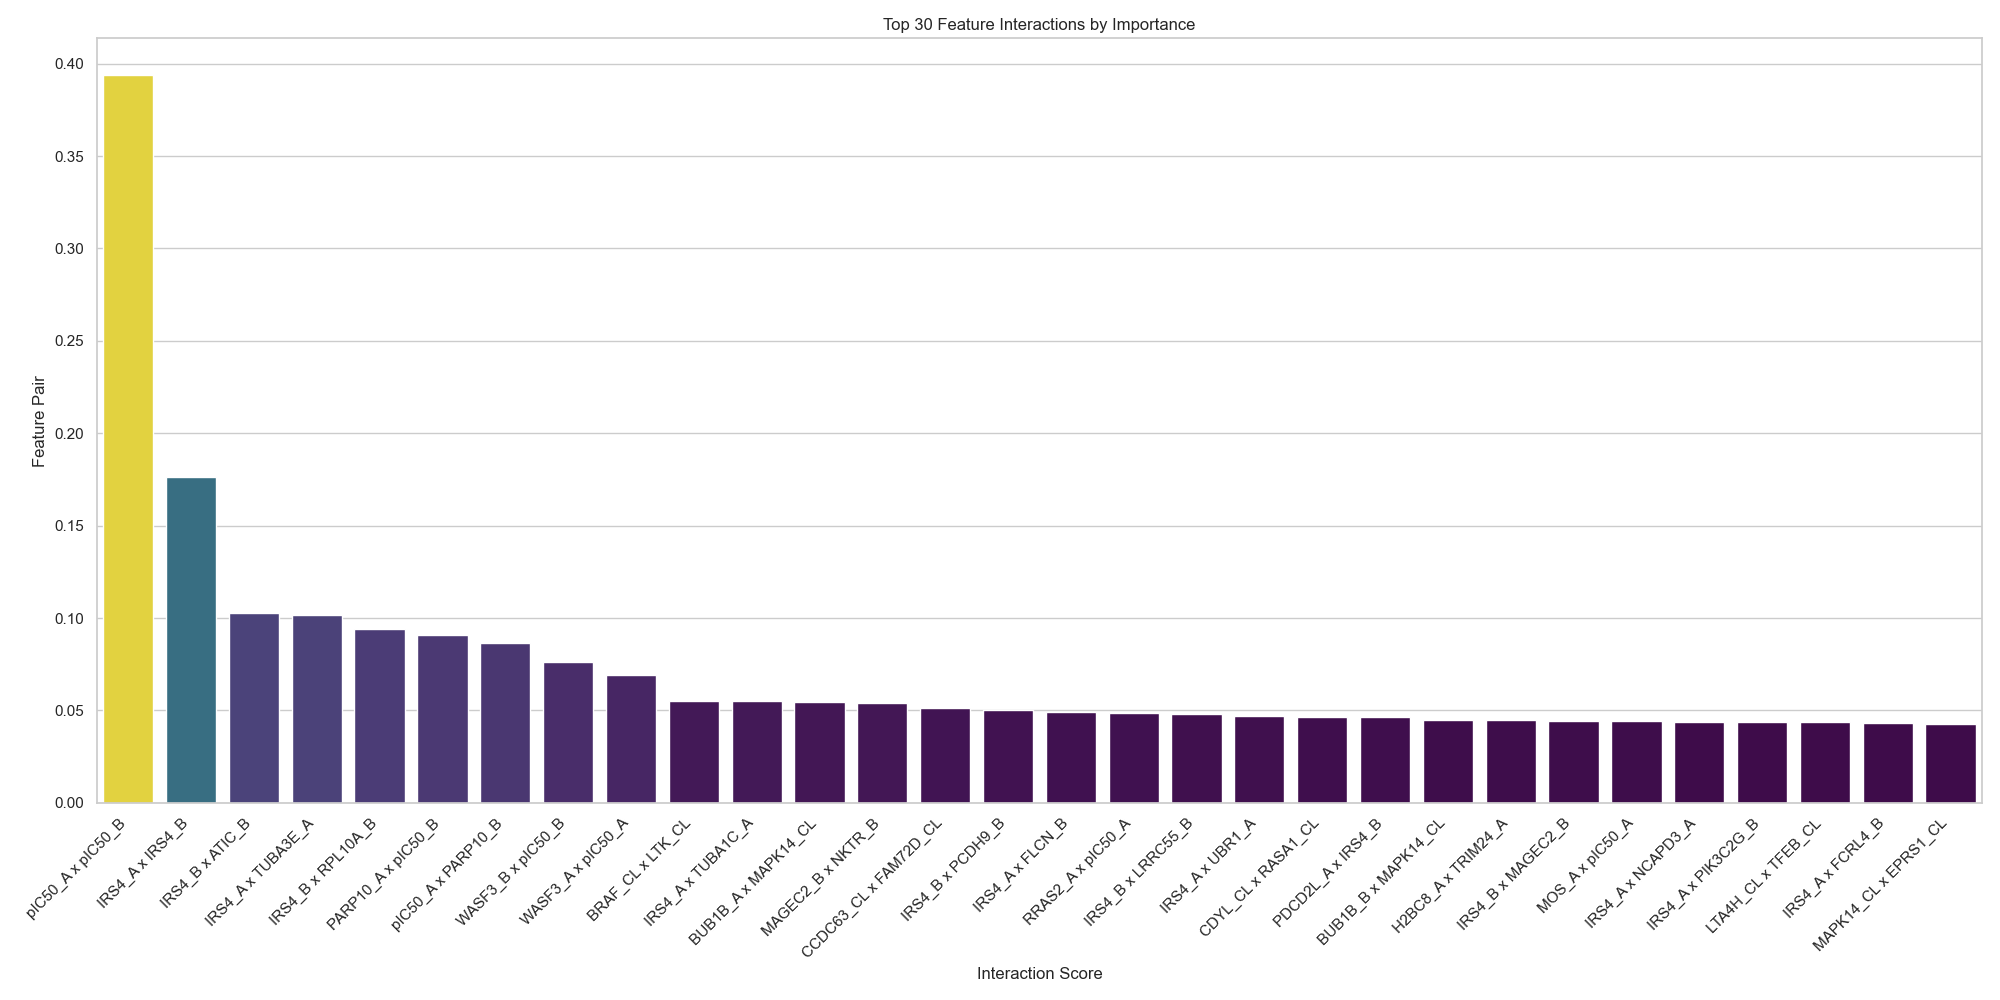 Top 30 Feature Interactions by Importance
Feature Pair
0.40
0.35
0.30
0.25
0.20
0.15
0.10
0.05
0.00
pIC50_A x pIC50_B
IRS4_A x IRS4_B
IRS4_B x ATIC_B
IRS4_A x TUBA3E_A
IRS4_B x RPL10A_B
PARP10_A x pIC50_B
pIC50_A x PARP10_B
WASF3_B x pIC50_B
WASF3_A x pIC50_A
BRAF_CL x LTK_CL
IRS4_A x TUBA1C_A
BUB1B_A x MAPK14_CL
MAGEC2_B x NKTR_B
CCDC63_CL x FAM72D_CL
IRS4_B x PCDH9_B
IRS4_A x FLCN_B
RRAS2_A x pIC50_A
IRS4_B x LRRC55_B
IRS4_A x UBR1_A
CDYL_CL x RASA1_CL
PDCD2L_A x IRS4_B
BUB1B_B x MAPK14_CL
H2BC8_A x TRIM24_A
IRS4_B x MAGEC2_B
MOS_A x pIC50_A
IRS4_A x NCAPD3_A
IRS4_A x PIK3C2G_B
LTA4H_CL x TFEB_CL
IRS4_A x FCRL4_B
MAPK14_CL x EPRS1_CL
Interaction Score